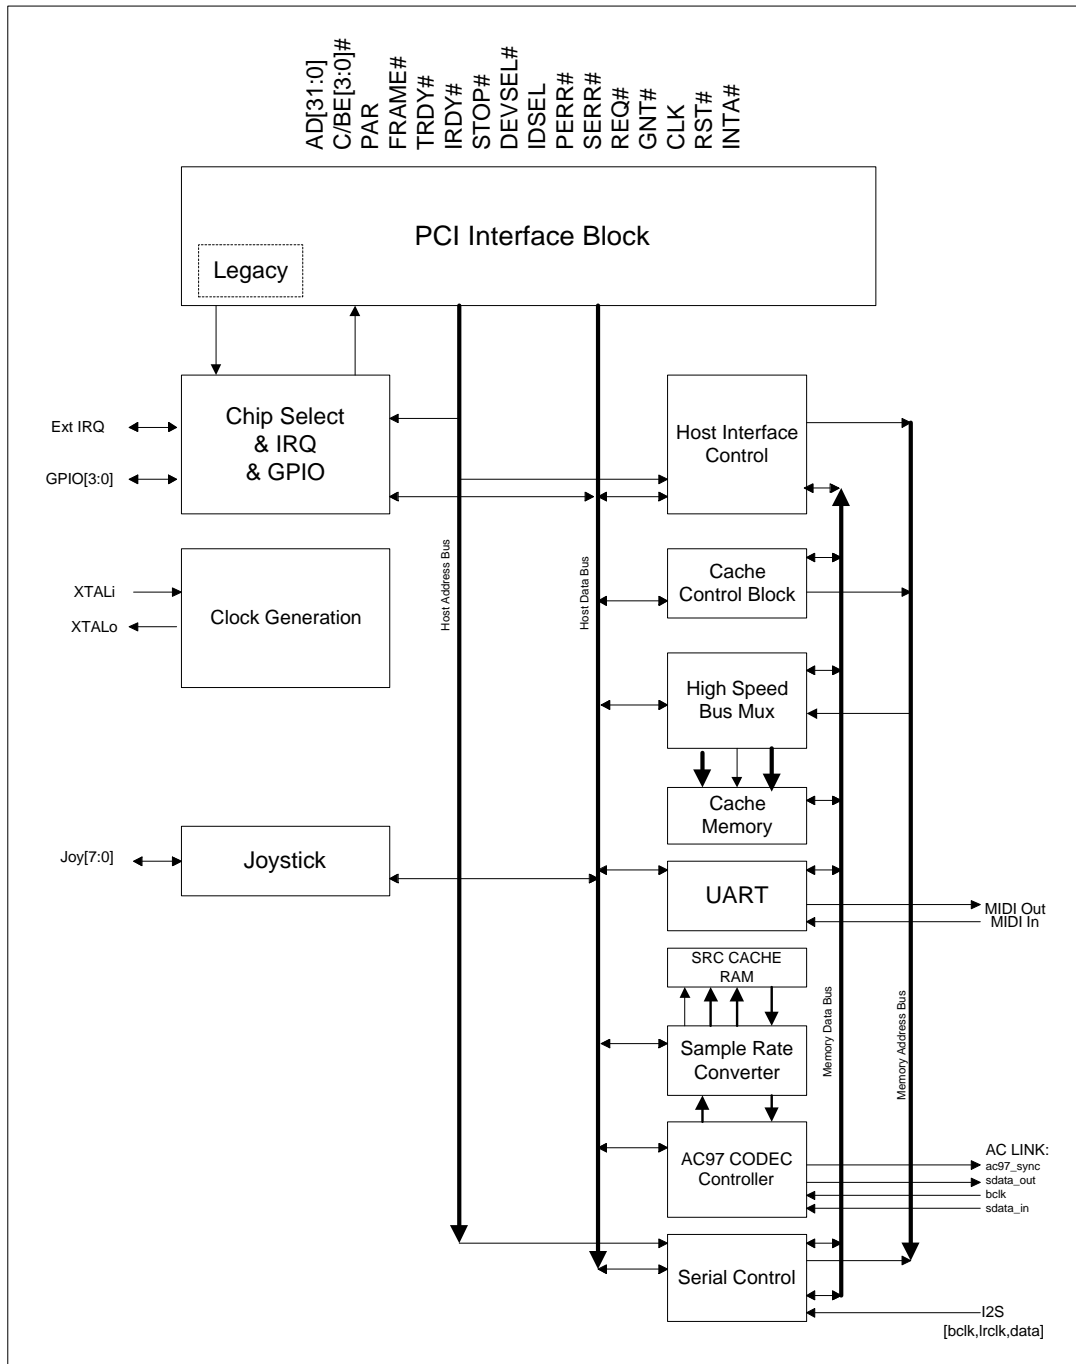 AD[31:0]
C/BE[3:0]#
PAR
FRAME#
TRDY#
IRDY#
STOP#
DEVSEL#
IDSEL
PERR#
SERR#
REQ#
GNT#
CLK
RST#
INTA#
PCI Interface Block
Legacy
Chip Select
& IRQ
& GPIO
Ext IRQ
GPIO[3:0]
Host Interface
Control
Host Address Bus
Host Data Bus
XTALi
XTALo
Clock Generation
Cache
Control Block
High Speed
Bus Mux
Cache
Memory
Joy[7:0]
Joystick
UART
MIDI Out
MIDI In
SRC CACHE
RAM
Memory Data Bus
Memory Address Bus
Sample Rate
Converter
AC97 CODEC
Controller
AC LINK:
ac97_sync
sdata_out
bclk
sdata_in
Serial Control
I2S
[bclk,lrclk,data]